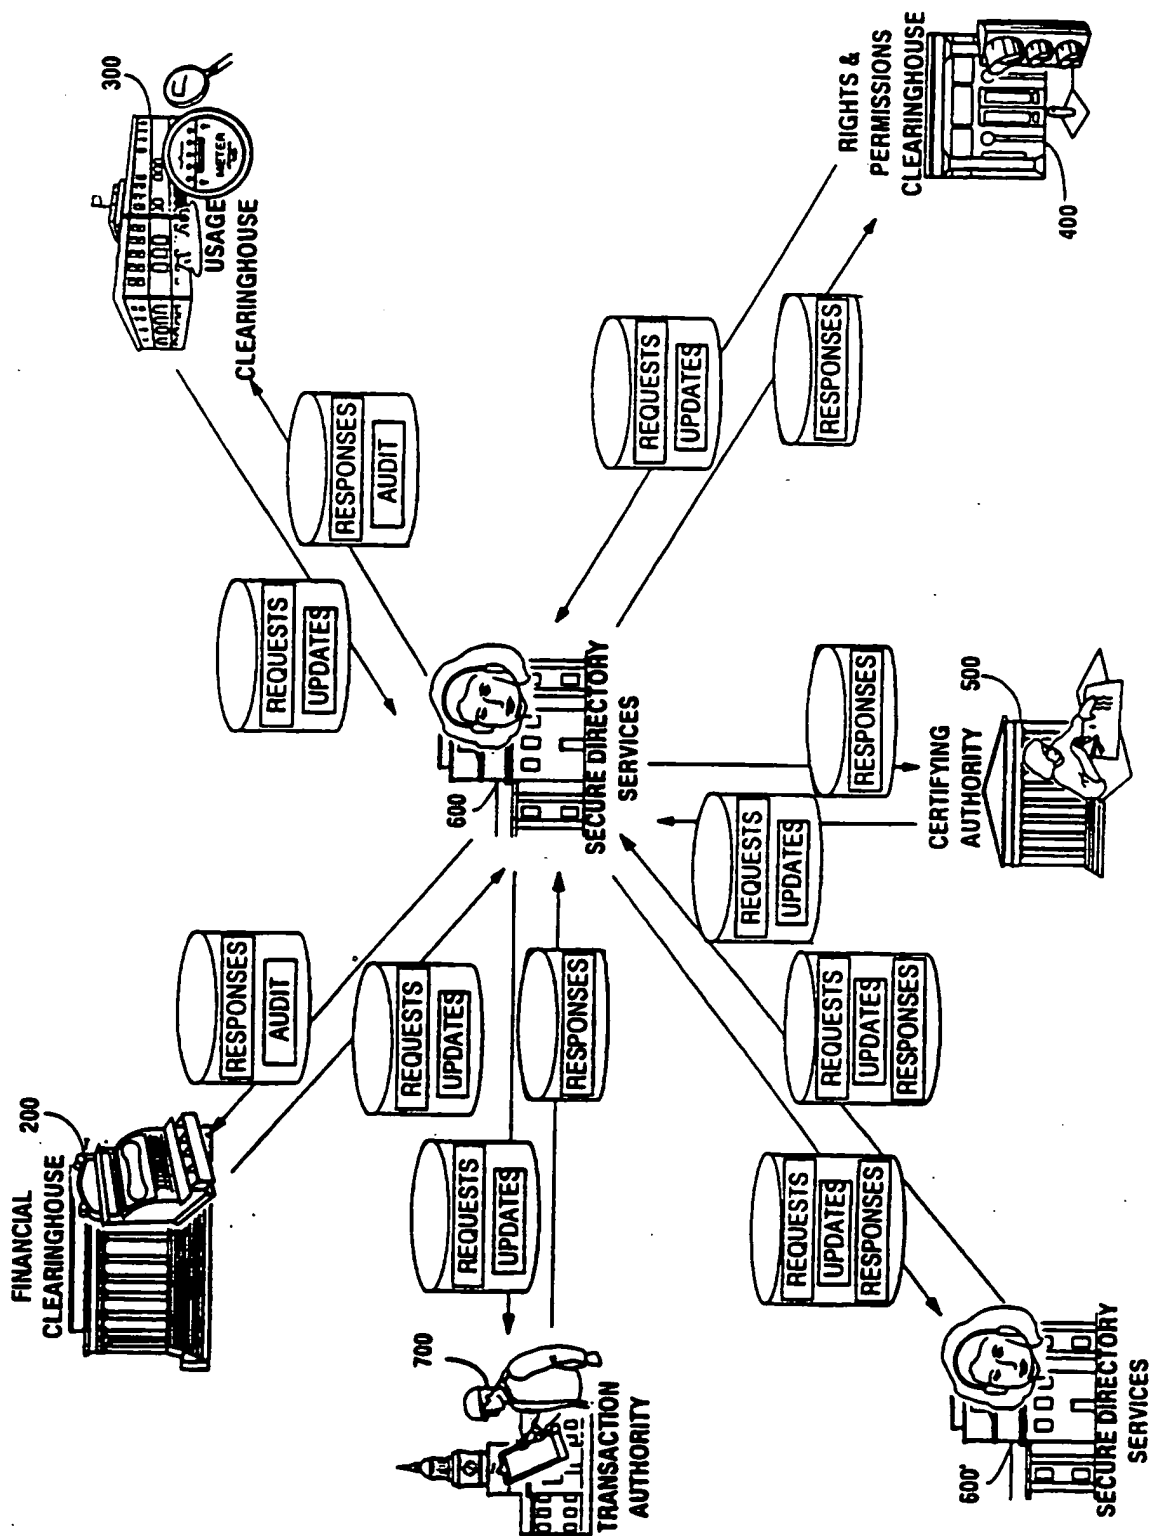 FINANCIAL
CLEARINGHOUSE
200
RESPONSES
AUDIT
REQUESTS
UPDATES
300
METER
USAGE
CLEARINGHOUSE
REQUESTS
UPDATES
RESPONSES
AUDIT
700
TRANSACTION
AUTHORITY
REQUESTS
UPDATES
RESPONSES
600
SECURE DIRECTORY
SERVICES
REQUESTS
UPDATES
RESPONSES
RIGHTS &
PERMISSIONS
CLEARINGHOUSE
400
600'
SECURE DIRECTORY
SERVICES
REQUESTS
UPDATES
RESPONSES
REQUESTS
UPDATES
RESPONSES
REQUESTS
UPDATES
RESPONSES
CERTIFYING
AUTHORITY
500